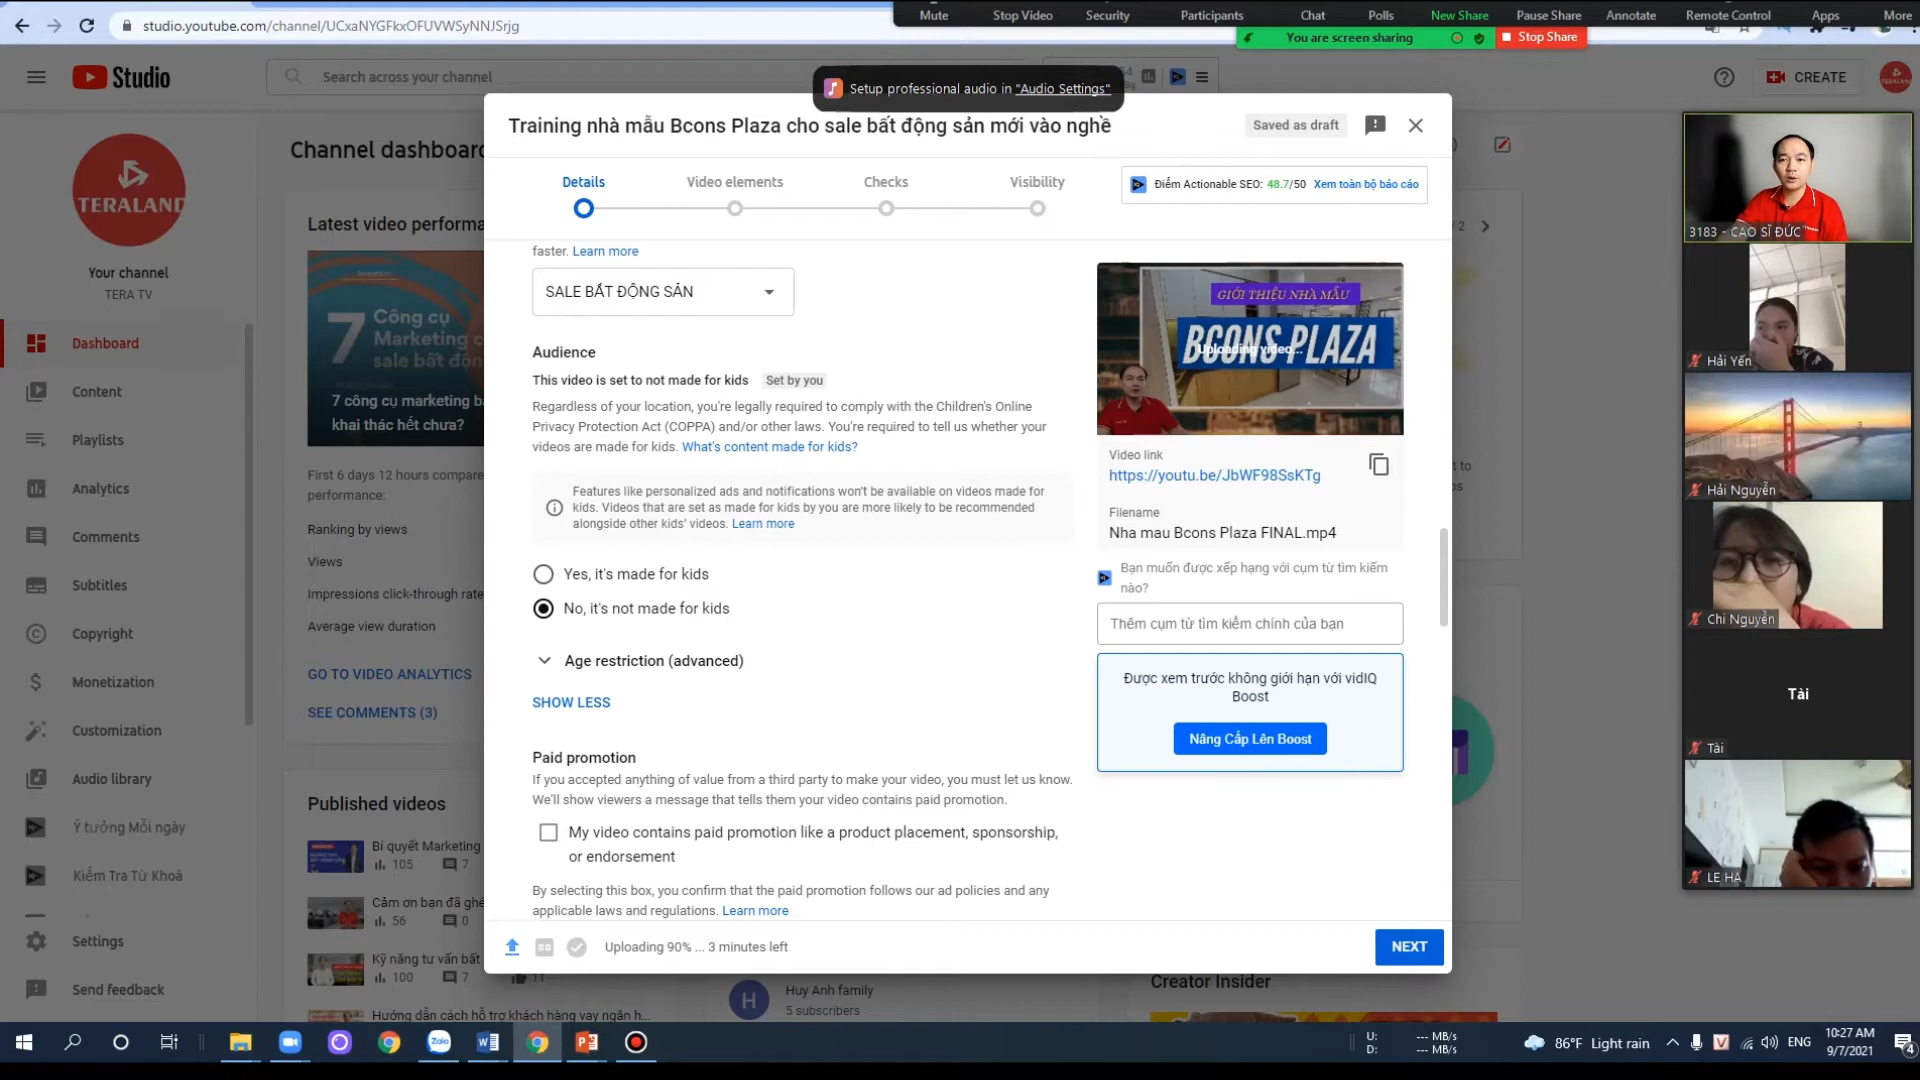 Mute
Stop Video
Security
Participants
Chat
Polls
New Share
Pause Share
Annotate
Remote Control
Apps
More
You are screen sharing
Stop Share
studio.youtube.com/channel/UCxaNYGFkxOFUVWSyNNJSrjg
Studio
Search across your channel
Setup professional audio in "Audio Settings"
CREATE
TERALAND
Your channel
TERA TV
Dashboard
Content
Playlists
Analytics
Comments
Subtitles
Copyright
Monetization
Customization
Audio library
Ý tưởng Mỗi ngày
Kiểm Tra Từ Khoá
Settings
Send feedback
Channel dashboard
Latest video performa
7
Công cụ
Marketing
sale bất độn
7 công cụ marketing b
khai thác hết chưa?
First 6 days 12 hours compare
performance:
Ranking by views
Views
Impressions click-through rate
Average view duration
GO TO VIDEO ANALYTICS
SEE COMMENTS (3)
Published videos
Bí quyết Marketing
105
7
Cảm ơn bạn đã ghé
56
0
Kỹ năng tư vấn bất
100
7
11
Hướng dẫn cách hỗ trợ khách hàng vay ngân h...
Training nhà mẫu Bcons Plaza cho sale bất động sản mới vào nghề
Saved as draft
Details
Video elements
Checks
Visibility
Điểm Actionable SEO: 48.7/50 Xem toàn bộ báo cáo
faster. Learn more
SALE BẤT ĐỘNG SẢN
Audience
This video is set to not made for kids Set by you
Regardless of your location, you're legally required to comply with the Children's Online
Privacy Protection Act (COPPA) and/or other laws. You're required to tell us whether your
videos are made for kids. What's content made for kids?
Features like personalized ads and notifications won't be available on videos made for
kids. Videos that are set as made for kids by you are more likely to be recommended
alongside other kids' videos. Learn more
Yes, it's made for kids
No, it's not made for kids
Age restriction (advanced)
SHOW LESS
Paid promotion
If you accepted anything of value from a third party to make your video, you must let us know.
We'll show viewers a message that tells them your video contains paid promotion.
My video contains paid promotion like a product placement, sponsorship,
or endorsement
By selecting this box, you confirm that the paid promotion follows our ad policies and any
applicable laws and regulations. Learn more
Uploading 90% ... 3 minutes left
NEXT
GIỚI THIỆU NHÀ MẪU
BCONS PLAZA
Uploading video...
Video link
https://youtu.be/JbWF98SsKTg
Filename
Nha mau Bcons Plaza FINAL.mp4
Bạn muốn được xếp hạng với cụm từ tìm kiếm
nào?
Thêm cụm từ tìm kiếm chính của bạn
Được xem trước không giới hạn với vidIQ
Boost
Nâng Cấp Lên Boost
/ 2
Creator Insider
H
Huy Anh family
5 subscribers
3183 - CAO SĨ ĐỨC
Hải Yến
Hải Nguyễn
Chi Nguyễn
Tài
Tài
LE HA
U:
D:
--- MB/s
--- MB/s
86°F Light rain
ENG
10:27 AM
9/7/2021
4